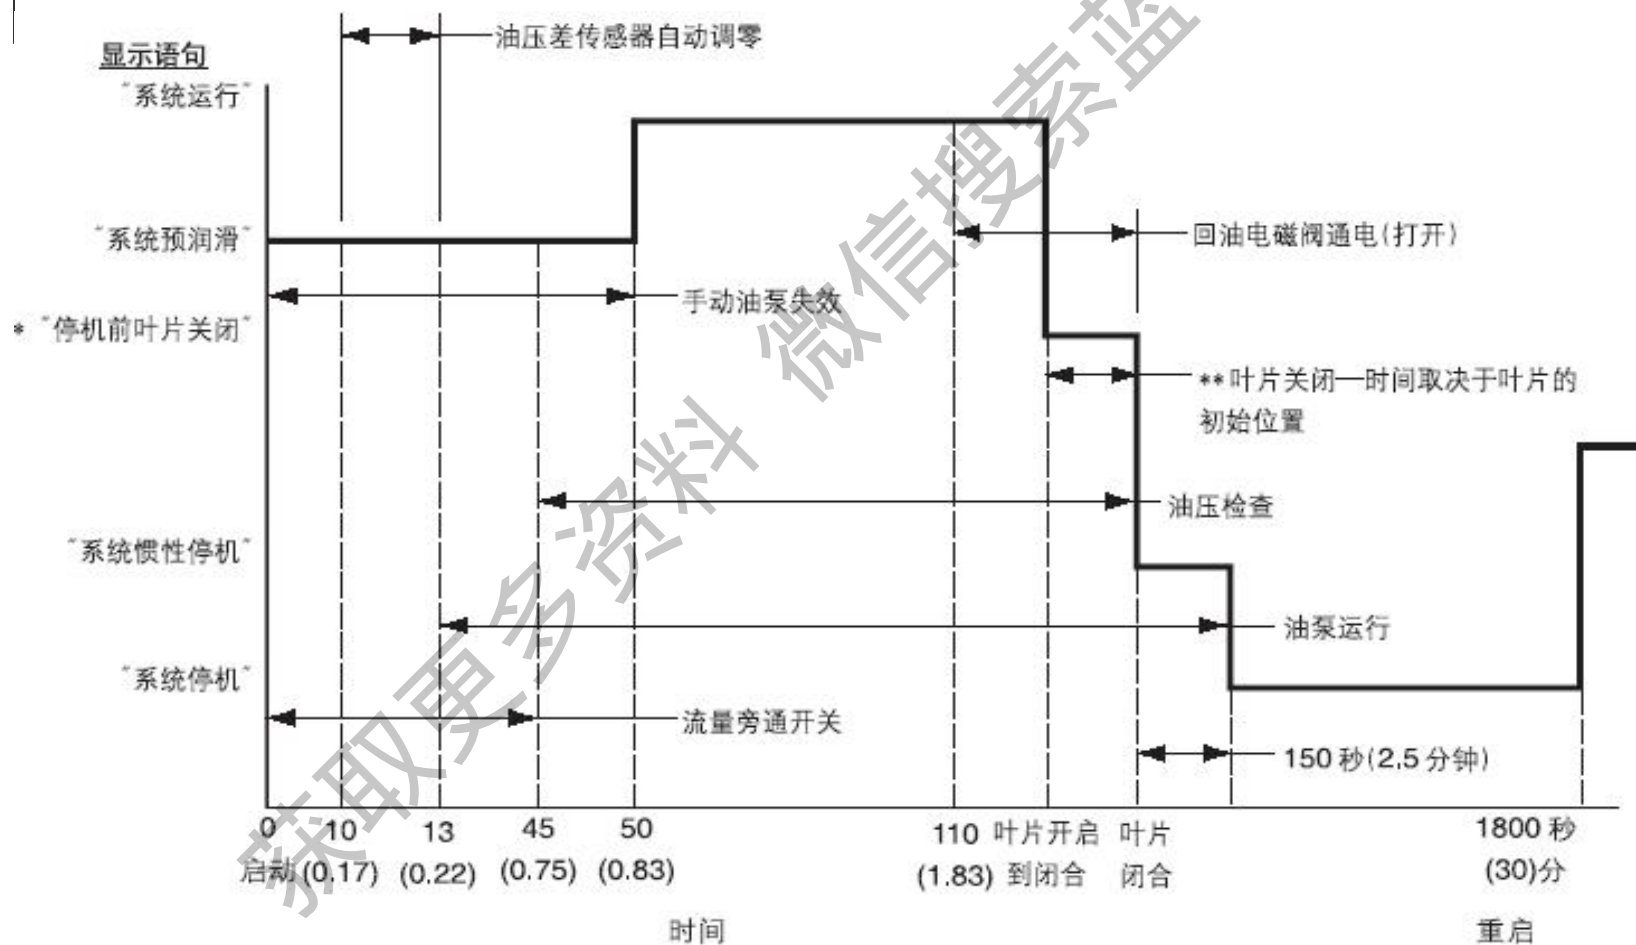 油压差传感器自动调零
显示语句
"系统运行"
"系统预润滑"
回油电磁阀通电(打开)
手动油泵失效
* "停机前叶片关闭"
**叶片关闭—时间取决于叶片的
初始位置
油压检查
"系统惯性停机"
油泵运行
"系统停机"
流量旁通开关
150秒(2.5分钟)
0 10 13 45 50 110 叶片开启 叶片 1800秒
启动 (0.17) (0.22) (0.75) (0.83) (1.83) 到闭合 闭合 (30)分
时间 重启
获取更多资料 微信搜索蓝